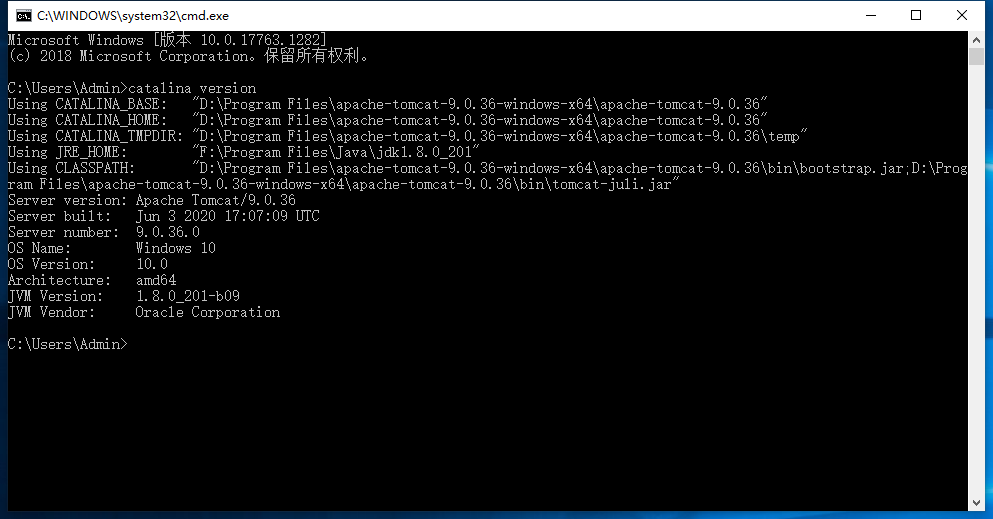 C:\WINDOWS\system32\cmd.exe
Microsoft Windows [版本 10.0.17763.1282]
(c) 2018 Microsoft Corporation。保留所有权利。
C:\Users\Admin>catalina version
Using CATALINA_BASE:   "D:\Program Files\apache-tomcat-9.0.36-windows-x64\apache-tomcat-9.0.36"
Using CATALINA_HOME:   "D:\Program Files\apache-tomcat-9.0.36-windows-x64\apache-tomcat-9.0.36"
Using CATALINA_TMPDIR: "D:\Program Files\apache-tomcat-9.0.36-windows-x64\apache-tomcat-9.0.36\temp"
Using JRE_HOME:        "F:\Program Files\Java\jdk1.8.0_201"
Using CLASSPATH:       "D:\Program Files\apache-tomcat-9.0.36-windows-x64\apache-tomcat-9.0.36\bin\bootstrap.jar;D:\Prog
ram Files\apache-tomcat-9.0.36-windows-x64\apache-tomcat-9.0.36\bin\tomcat-juli.jar"
Server version: Apache Tomcat/9.0.36
Server built:   Jun 3 2020 17:07:09 UTC
Server number:  9.0.36.0
OS Name:        Windows 10
OS Version:     10.0
Architecture:   amd64
JVM Version:    1.8.0_201-b09
JVM Vendor:     Oracle Corporation
C:\Users\Admin>